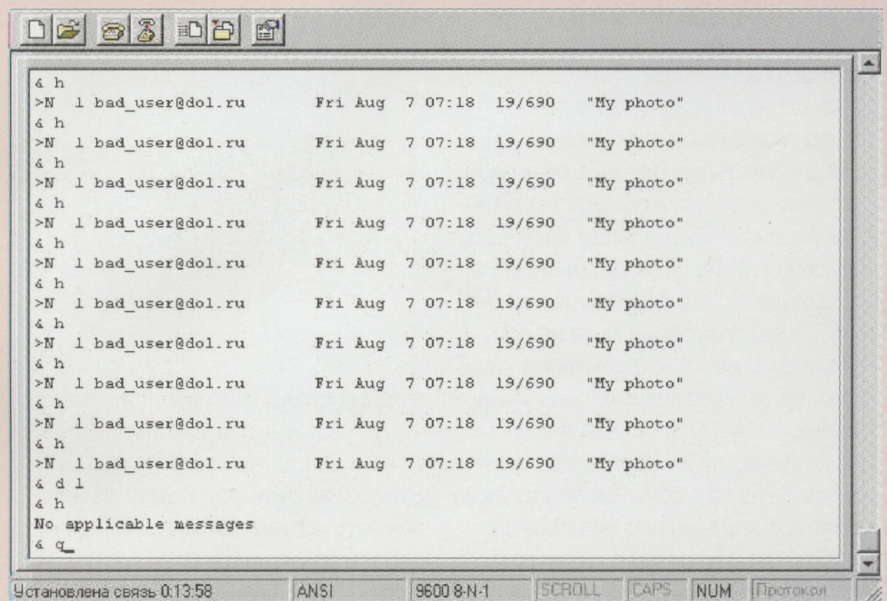 & h
>N 1 bad_user@dol.ru Fri Aug 7 07:18 19/690 "My photo"
& h
>N 1 bad_user@dol.ru Fri Aug 7 07:18 19/690 "My photo"
& h
>N 1 bad_user@dol.ru Fri Aug 7 07:18 19/690 "My photo"
& h
>N 1 bad_user@dol.ru Fri Aug 7 07:18 19/690 "My photo"
& h
>N 1 bad_user@dol.ru Fri Aug 7 07:18 19/690 "My photo"
& h
>N 1 bad_user@dol.ru Fri Aug 7 07:18 19/690 "My photo"
& h
>N 1 bad_user@dol.ru Fri Aug 7 07:18 19/690 "My photo"
& h
>N 1 bad_user@dol.ru Fri Aug 7 07:18 19/690 "My photo"
& h
>N 1 bad_user@dol.ru Fri Aug 7 07:18 19/690 "My photo"
& h
>N 1 bad_user@dol.ru Fri Aug 7 07:18 19/690 "My photo"
& d 1
& h
No applicable messages
& q_
Установлена связь 0:13:58 ANSI 9600 8-N-1 SCROLL CAPS NUM Протокол